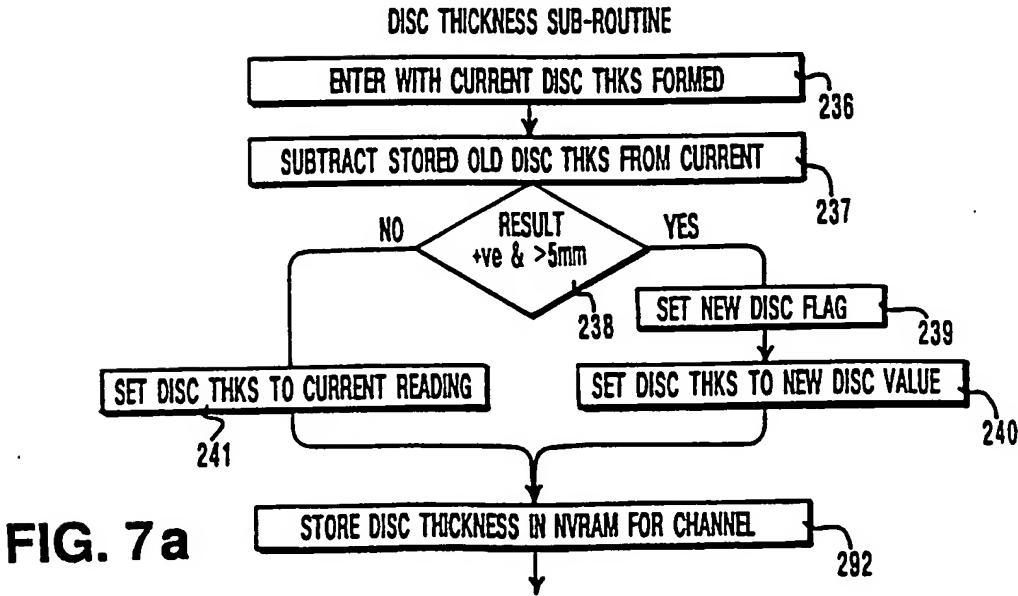 DISC THICKNESS SUB-ROUTINE
ENTER WITH CURRENT DISC THKS FORMED
236
SUBTRACT STORED OLD DISC THKS FROM CURRENT
237
NO
RESULT
+ve & >5mm
YES
238
SET NEW DISC FLAG
239
SET DISC THKS TO CURRENT READING
241
SET DISC THKS TO NEW DISC VALUE
240
STORE DISC THICKNESS IN NVRAM FOR CHANNEL
292
FIG. 7a